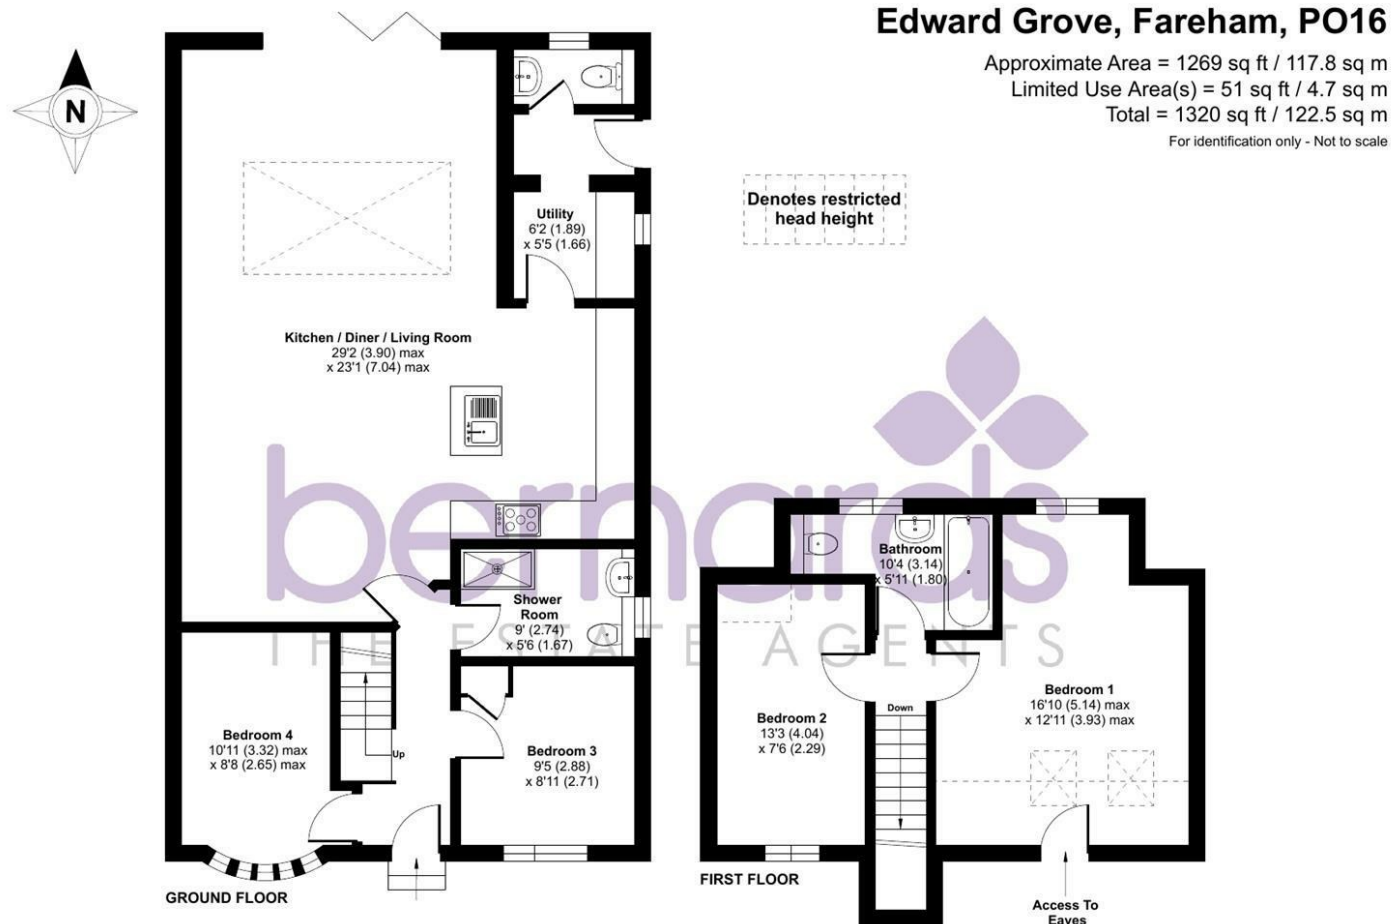 Edward Grove, Fareham, PO16
Approximate Area = 1269 sq ft / 117.8 sq m
Limited Use Area(s) = 51 sq ft / 4.7 sq m
Total = 1320 sq ft / 122.5 sq m
For identification only - Not to scale
N
Denotes restricted
head height
Utility
6'2 (1.89)
x 5'5 (1.66)
Kitchen / Diner / Living Room
29'2 (3.90) max
x 23'1 (7.04) max
bernards
THE ESTATE AGENTS
Shower
Room
9' (2.74)
x 5'6 (1.67)
Bedroom 4
10'11 (3.32) max
x 8'8 (2.65) max
Up
Bedroom 3
9'5 (2.88)
x 8'11 (2.71)
GROUND FLOOR
Bathroom
10'4 (3.14)
x 5'11 (1.80)
Bedroom 2
13'3 (4.04)
x 7'6 (2.29)
Down
Bedroom 1
16'10 (5.14) max
x 12'11 (3.93) max
FIRST FLOOR
Access To
Eaves